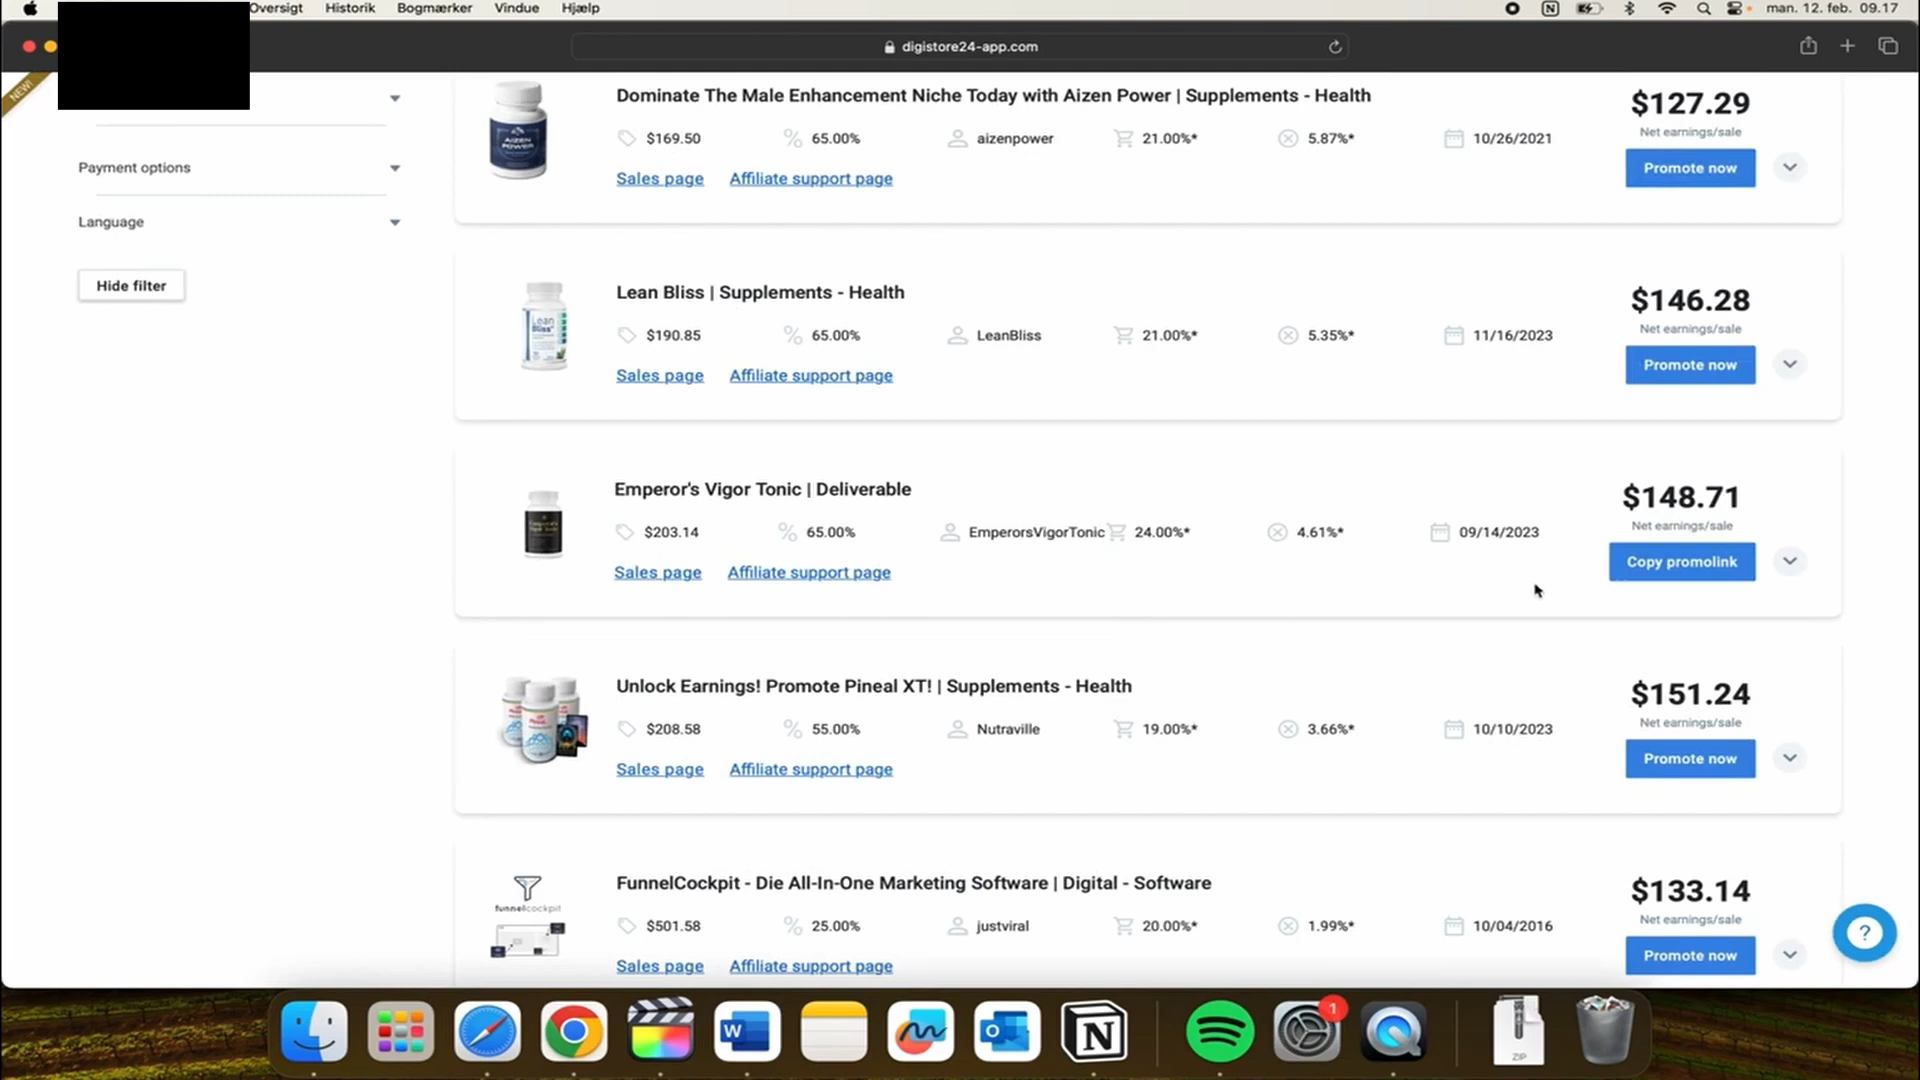 Oversigt Historik Bogmærker Vindue Hjælp man. 12. feb. 09.17
digistore24-app.com
NEW!
Payment options
Language
Hide filter
Dominate The Male Enhancement Niche Today with Aizen Power | Supplements - Health
$169.50 65.00% aizenpower 21.00%* 5.87%* 10/26/2021
Sales page Affiliate support page
$127.29
Net earnings/sale
Promote now
AIZEN
POWER
Lean Bliss | Supplements - Health
$190.85 65.00% LeanBliss 21.00%* 5.35%* 11/16/2023
Sales page Affiliate support page
$146.28
Net earnings/sale
Promote now
Lean
Bliss
Emperor's Vigor Tonic | Deliverable
$203.14 65.00% EmperorsVigorTonic 24.00%* 4.61%* 09/14/2023
Sales page Affiliate support page
$148.71
Net earnings/sale
Copy promolink
Unlock Earnings! Promote Pineal XT! | Supplements - Health
$208.58 55.00% Nutraville 19.00%* 3.66%* 10/10/2023
Sales page Affiliate support page
$151.24
Net earnings/sale
Promote now
FunnelCockpit - Die All-In-One Marketing Software | Digital - Software
$501.58 25.00% justviral 20.00%* 1.99%* 10/04/2016
Sales page Affiliate support page
$133.14
Net earnings/sale
Promote now
funnelcockpit
?
W
O
N
1
ZIP